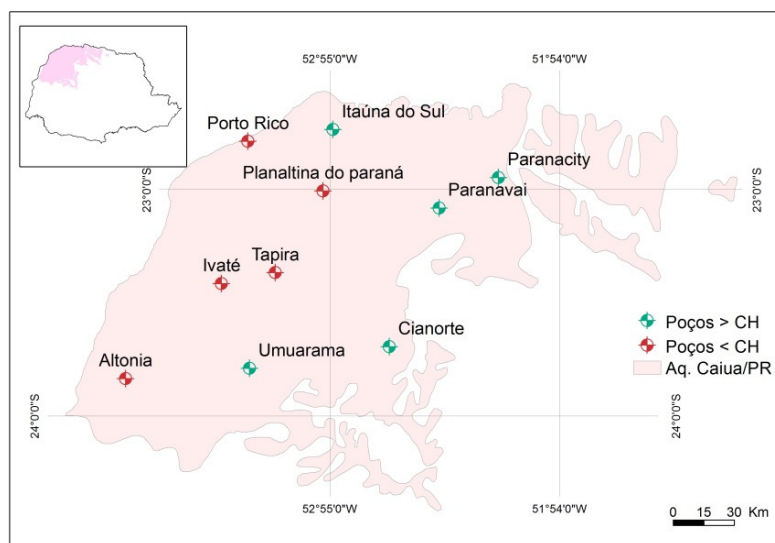 52°55'0"W
51°54'0"W
Porto Rico
Itaúna do Sul
Planaltina do paraná
Paranacity
Paranavai
23°0'0"S
23°0'0"S
Ivaté
Tapira
Altonia
Umuarama
Cianorte
Poços > CH
Poços < CH
Aq. Caiua/PR
24°0'0"S
24°0'0"S
52°55'0"W
51°54'0"W
0 15 30 Km